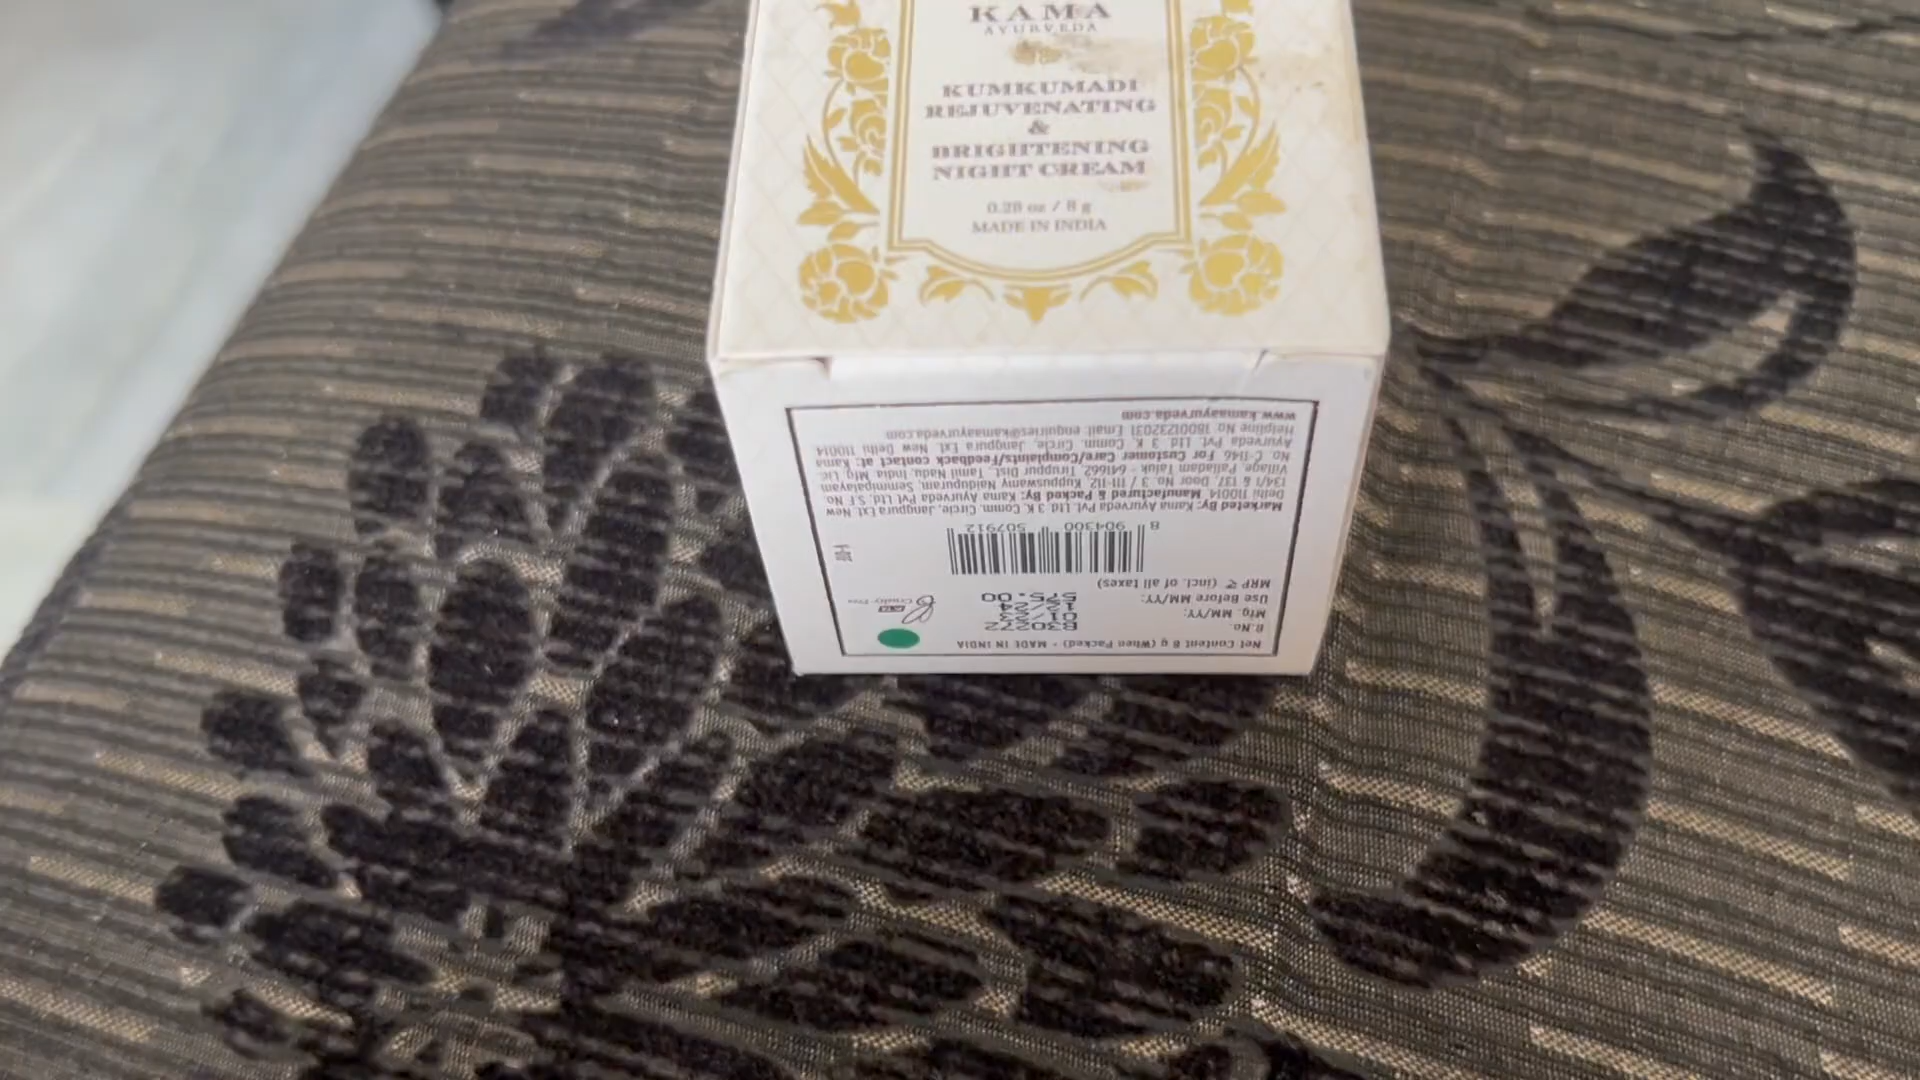 KAMA
AYURVEDA
KUMKUMADI
REJUVENATING
&
BRIGHTENING
NIGHT CREAM
0.28 oz / 8 g
MADE IN INDIA
Net Content 8 g (When Packed) - MADE IN INDIA
B.No. B30272
Mfg. MM/YY: 01/23
Use Before MM/YY: 12/24
MRP ₹ (incl. of all taxes) 575.00
Cruelty-Free
8 904300 507912
Marketed By: Kama Ayurveda Pvt. Ltd. 3 K Comm. Circle, Jangpura Ext. New
Delhi 110014 Manufactured & Packed By: Kama Ayurveda Pvt. Ltd. S.F. No.
134/1 & 137, Door No. 3 / 111-112, Kuppuswamy Naidupuram, Semmipalayam
Village, Palladam Taluk - 641662, Tiruppur Dist, Tamil Nadu, India Mfg. Lic.
No. For Customer Care/Complaints/Feedback contact at: Kama
Ayurveda Pvt. Ltd. 3 K Comm. Circle, Jangpura Ext. New Delhi 110014
Helpline No. 18001232031 Email: enquiries@kamaayurveda.com
www.kamaayurveda.com